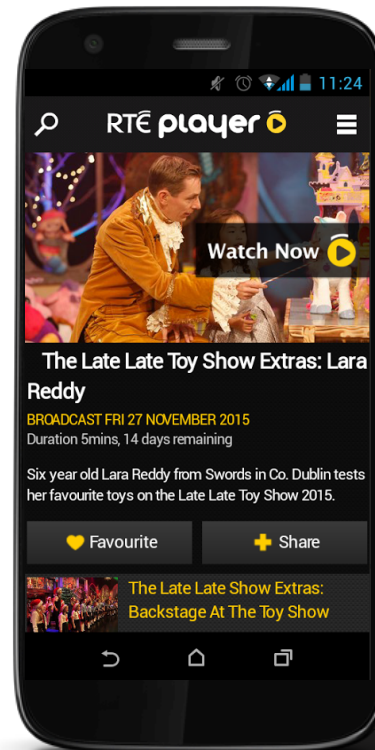 11:24
RTÉ player
Watch Now
The Late Late Toy Show Extras: Lara
Reddy
BROADCAST FRI 27 NOVEMBER 2015
Duration 5mins, 14 days remaining
Six year old Lara Reddy from Swords in Co. Dublin tests
her favourite toys on the Late Late Toy Show 2015.
Favourite
Share
The Late Late Show Extras:
Backstage At The Toy Show